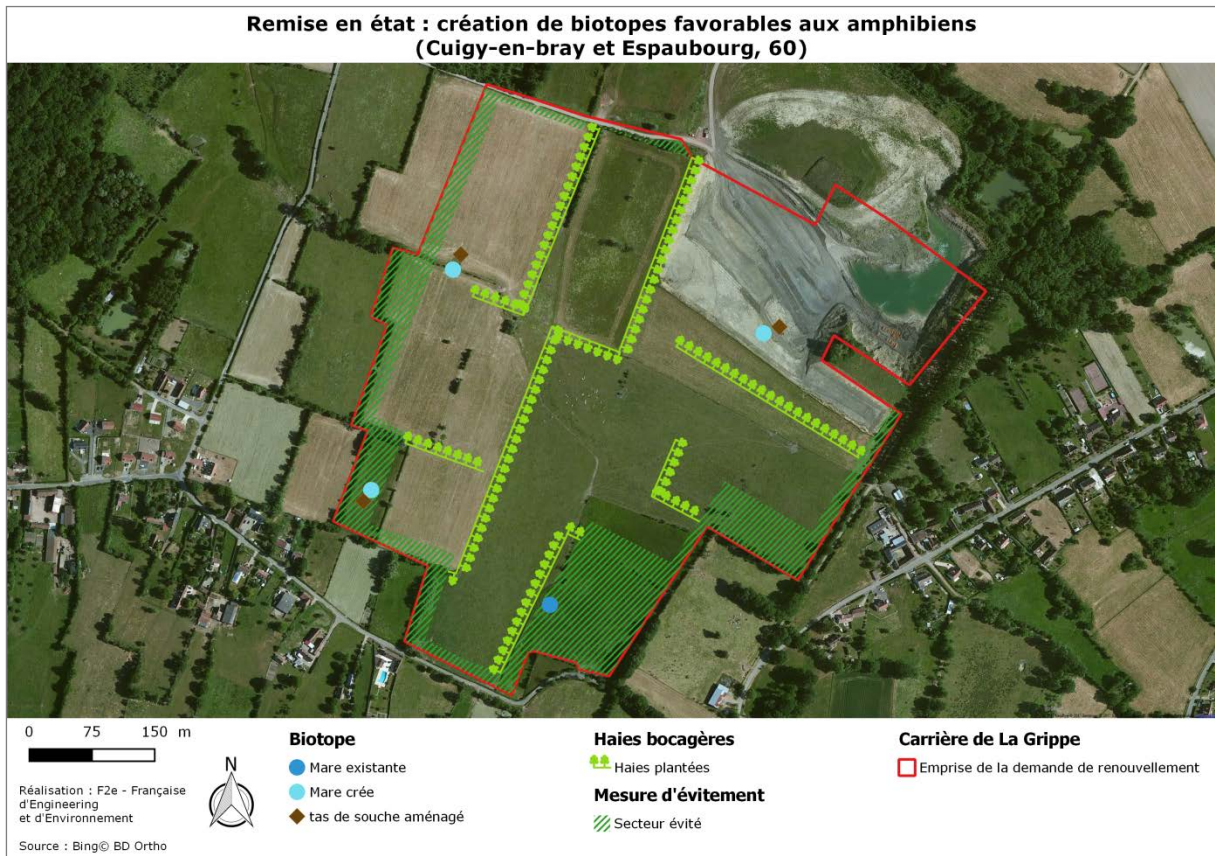 Remise en état : création de biotopes favorables aux amphibiens
(Cuigy-en-bray et Espaubourg, 60)
0 75 150 m
Réalisation : F2e - Française
d'Engineering
et d'Environnement
Source : Bing© BD Ortho
N
Biotope
Mare existante
Mare crée
tas de souche aménagé
Haies bocagères
Haies plantées
Mesure d'évitement
Secteur évité
Carrière de La Grippe
Emprise de la demande de renouvellement